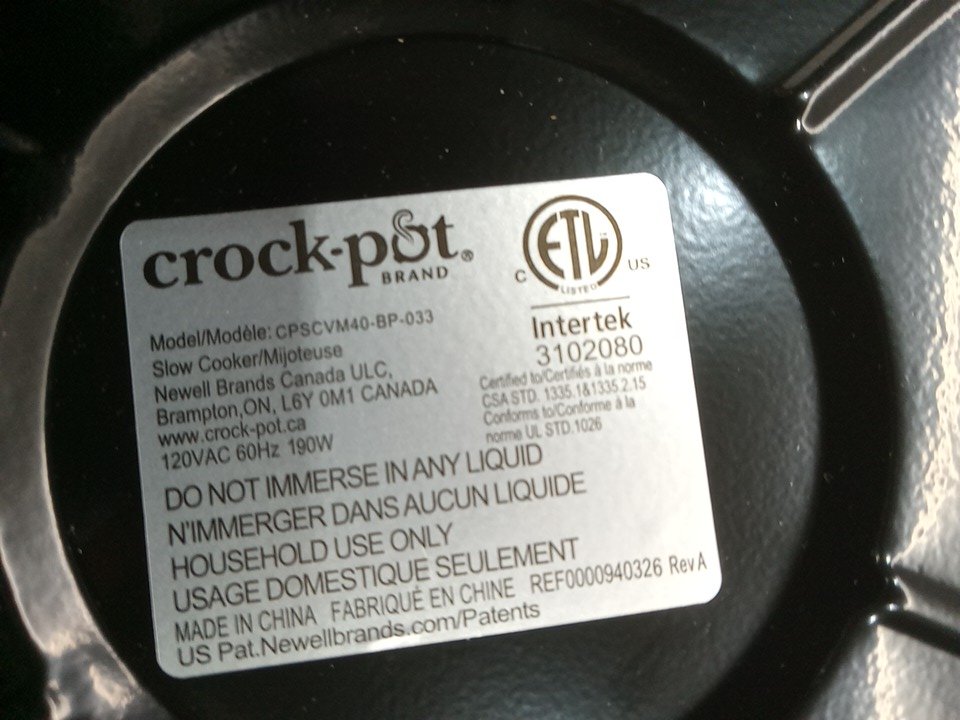 crock-pot®
BRAND
ETL
C US
LISTED
Intertek
3102080
Certified to/Certifiés à la norme
CSA STD. 1335.1&1335.2.15
Conforms to/Conforme à la
norme UL STD.1026
Model/Modèle: CPSCVM40-BP-033
Slow Cooker/Mijoteuse
Newell Brands Canada ULC,
Brampton,ON, L6Y 0M1 CANADA
www.crock-pot.ca
120VAC 60Hz 190W
DO NOT IMMERSE IN ANY LIQUID
N'IMMERGER DANS AUCUN LIQUIDE
HOUSEHOLD USE ONLY
USAGE DOMESTIQUE SEULEMENT
MADE IN CHINA FABRIQUÉ EN CHINE REF0000940326 Rev A
US Pat.Newellbrands.com/Patents